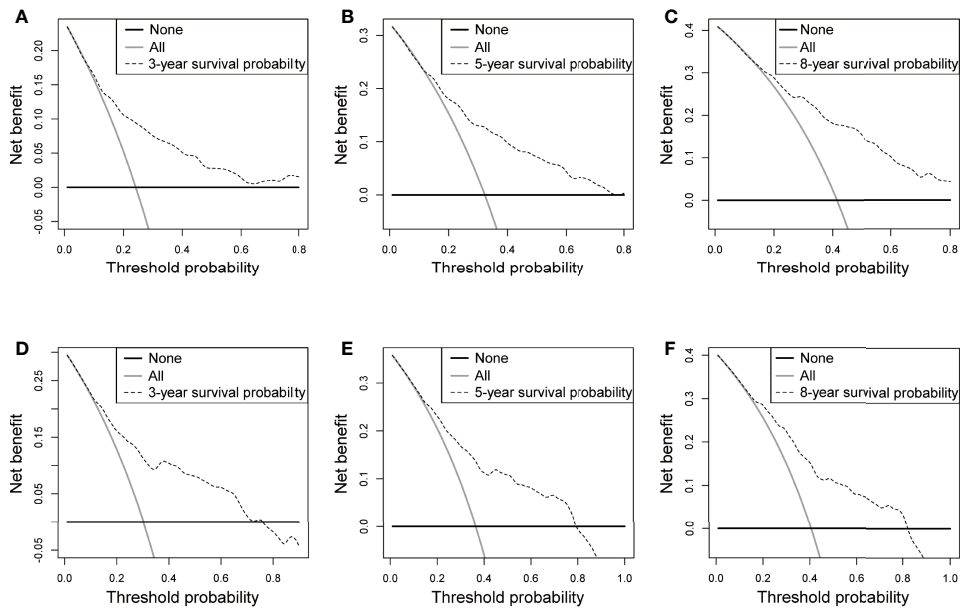 A
None
All
3-year survival probability
Net benefit
0.20
0.15
0.10
0.05
0.00
-0.05
0.0 0.2 0.4 0.6 0.8
Threshold probability
B
None
All
5-year survival probability
Net benefit
0.3
0.2
0.1
0.0
0.0 0.2 0.4 0.6 0.8
Threshold probability
C
None
All
8-year survival probability
Net benefit
0.4
0.3
0.2
0.1
0.0
0.0 0.2 0.4 0.6 0.8
Threshold probability
D
None
All
3-year survival probability
Net benefit
0.25
0.15
0.05
-0.05
0.0 0.2 0.4 0.6 0.8
Threshold probability
E
None
All
5-year survival probability
Net benefit
0.3
0.2
0.1
0.0
0.0 0.2 0.4 0.6 0.8 1.0
Threshold probability
F
None
All
8-year survival probability
Net benefit
0.4
0.3
0.2
0.1
0.0
0.0 0.2 0.4 0.6 0.8 1.0
Threshold probability